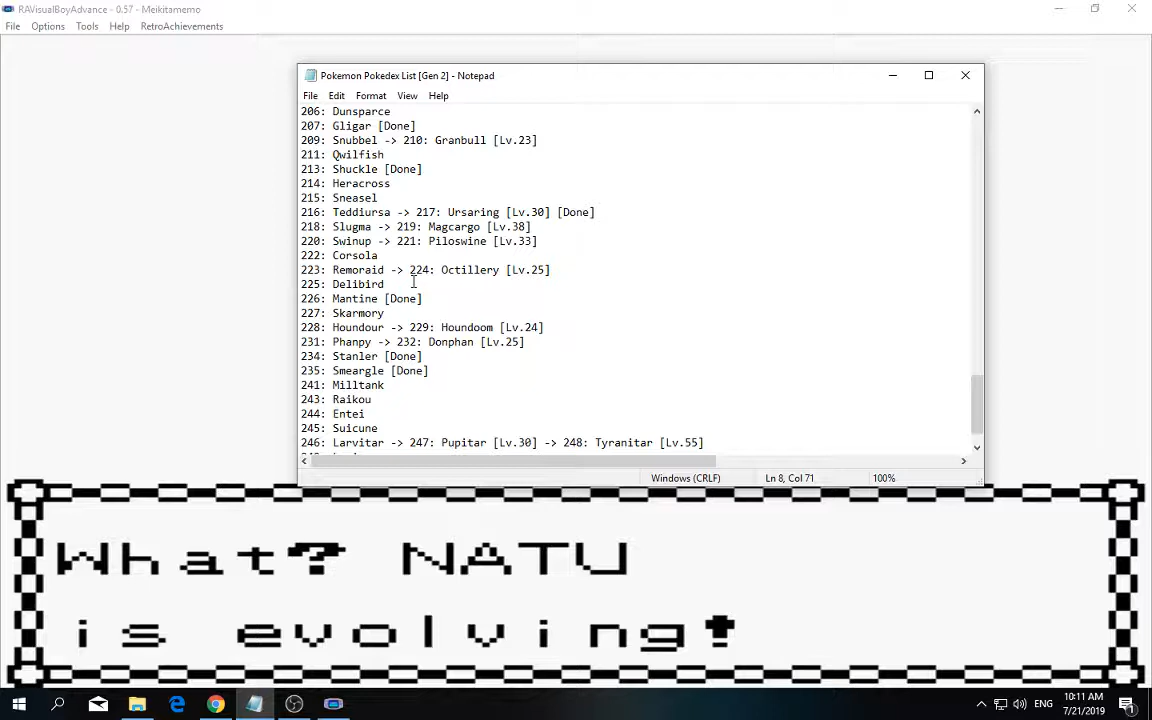 RAVisualBoyAdvance - 0.57 - Meikitamemo
File Options Tools Help RetroAchievements
Pokemon Pokedex List [Gen 2] - Notepad
File Edit Format View Help
206: Dunsparce
207: Gligar [Done]
209: Snubbel -> 210: Granbull [Lv.23]
211: Qwilfish
213: Shuckle [Done]
214: Heracross
215: Sneasel
216: Teddiursa -> 217: Ursaring [Lv.30] [Done]
218: Slugma -> 219: Magcargo [Lv.38]
220: Swinup -> 221: Piloswine [Lv.33]
222: Corsola
223: Remoraid -> 224: Octillery [Lv.25]
225: Delibird
226: Mantine [Done]
227: Skarmory
228: Houndour -> 229: Houndoom [Lv.24]
231: Phanpy -> 232: Donphan [Lv.25]
234: Stanler [Done]
235: Smeargle [Done]
241: Milltank
243: Raikou
244: Entei
245: Suicune
246: Larvitar -> 247: Pupitar [Lv.30] -> 248: Tyranitar [Lv.55]
Windows (CRLF) Ln 8, Col 71 100%
What? NATU
is evolving!
ENG
10:11 AM
7/21/2019